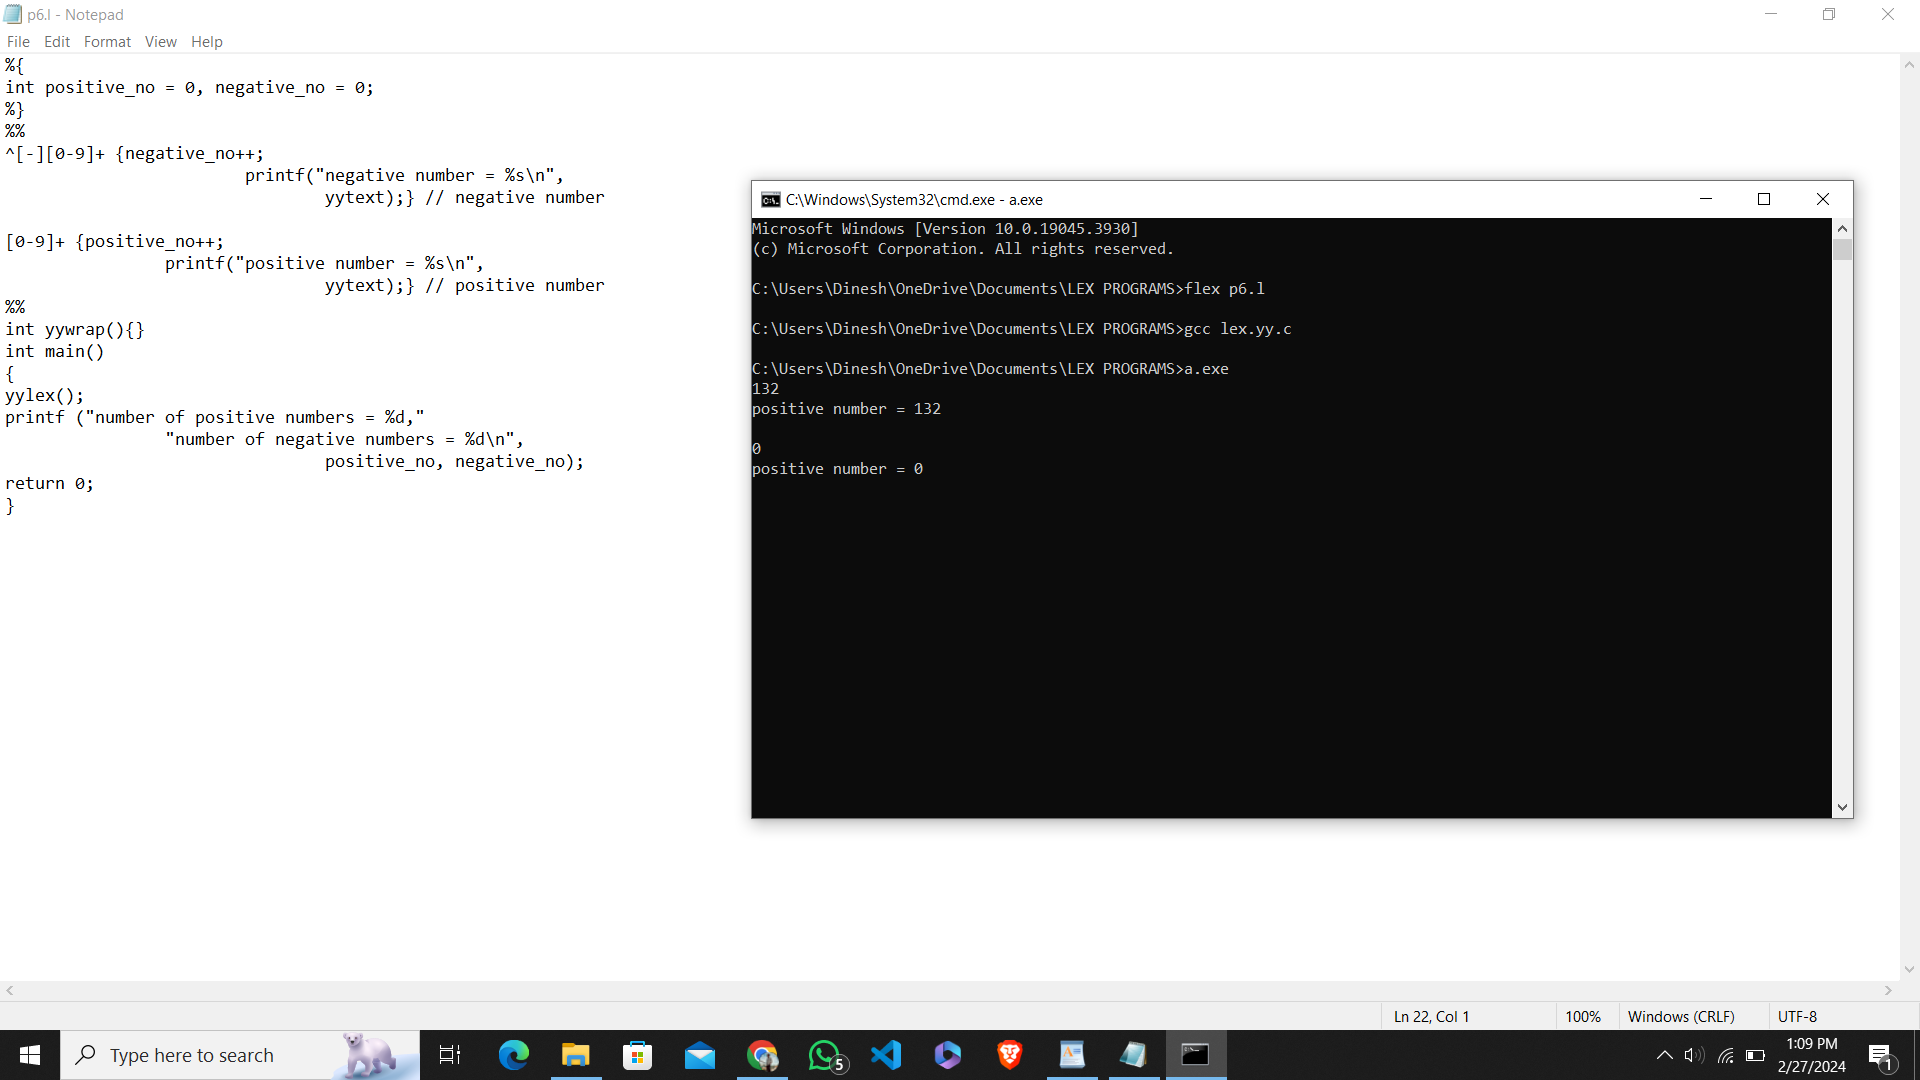 p6.l - Notepad
File Edit Format View Help
%{
int positive_no = 0, negative_no = 0;
%}
%%
^[-][0-9]+ {negative_no++;
printf("negative number = %s\n",
yytext);} // negative number
[0-9]+ {positive_no++;
printf("positive number = %s\n",
yytext);} // positive number
%%
int yywrap(){}
int main()
{
yylex();
printf ("number of positive numbers = %d,"
"number of negative numbers = %d\n",
positive_no, negative_no);
return 0;
}
C:\Windows\System32\cmd.exe - a.exe
Microsoft Windows [Version 10.0.19045.3930]
(c) Microsoft Corporation. All rights reserved.
C:\Users\Dinesh\OneDrive\Documents\LEX PROGRAMS>flex p6.l
C:\Users\Dinesh\OneDrive\Documents\LEX PROGRAMS>gcc lex.yy.c
C:\Users\Dinesh\OneDrive\Documents\LEX PROGRAMS>a.exe
132
positive number = 132
0
positive number = 0
Ln 22, Col 1 100% Windows (CRLF) UTF-8
Type here to search
5
1:09 PM
2/27/2024
1